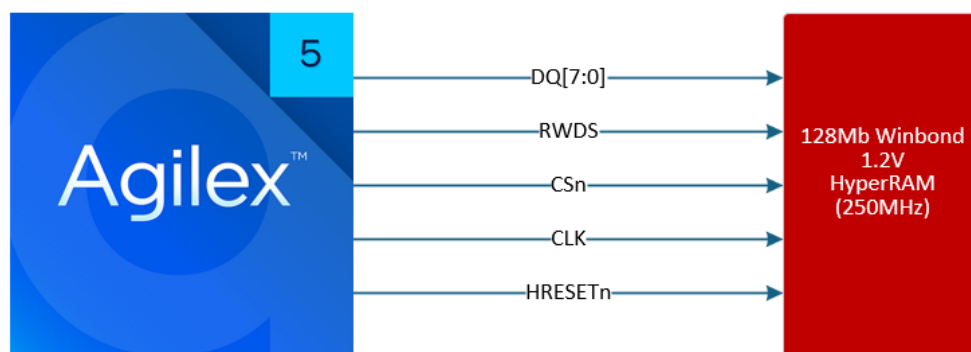 5
Agilex™
DQ[7:0]
RWDS
CSn
CLK
HRESETn
128Mb Winbond
1.2V
HyperRAM
(250MHz)